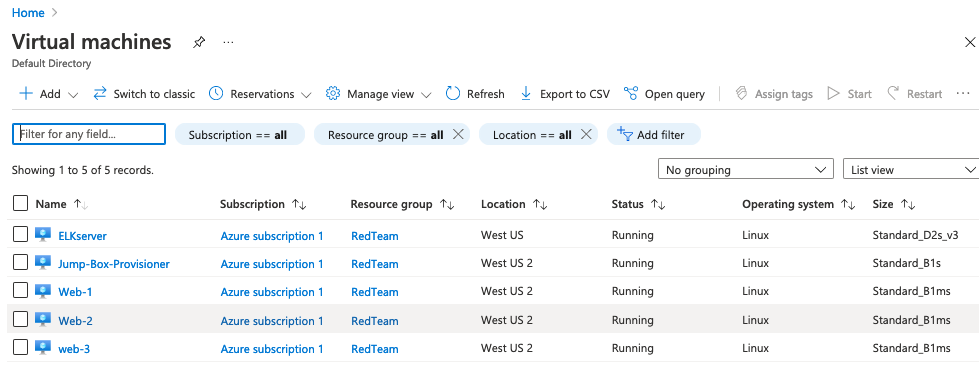 Home >
Virtual machines ...
Default Directory
+ Add Switch to classic Reservations Manage view Refresh Export to CSV Open query Assign tags Start Restart ...
Filter for any field... Subscription == all Resource group == all Location == all Add filter
Showing 1 to 5 of 5 records. No grouping List view
Name ↑↓ Subscription ↑↓ Resource group ↑↓ Location ↑↓ Status ↑↓ Operating system ↑↓ Size ↑↓
ELKserver Azure subscription 1 RedTeam West US Running Linux Standard_D2s_v3
Jump-Box-Provisioner Azure subscription 1 RedTeam West US 2 Running Linux Standard_B1s
Web-1 Azure subscription 1 RedTeam West US 2 Running Linux Standard_B1ms
Web-2 Azure subscription 1 RedTeam West US 2 Running Linux Standard_B1ms
web-3 Azure subscription 1 RedTeam West US 2 Running Linux Standard_B1ms